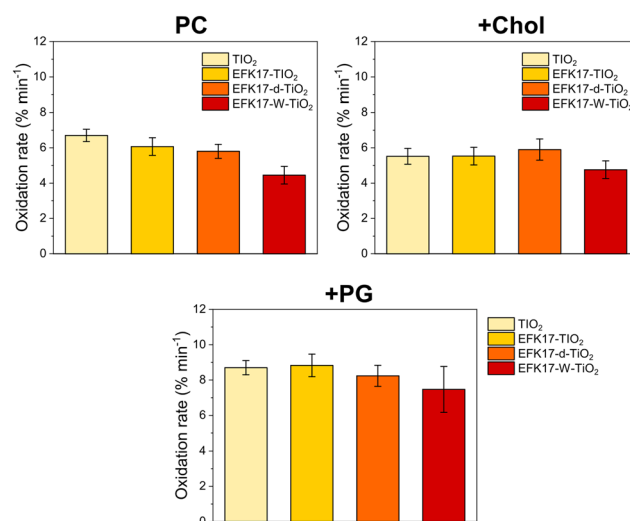 PC
Oxidation rate (% min⁻¹)
12
10
8
6
4
2
0
TIO₂
EFK17-TIO₂
EFK17-d-TiO₂
EFK17-W-TiO₂
+Chol
Oxidation rate (% min⁻¹)
12
10
8
6
4
2
0
TIO₂
EFK17-TIO₂
EFK17-d-TiO₂
EFK17-W-TiO₂
+PG
Oxidation rate (% min⁻¹)
12
10
8
6
4
2
0
TIO₂
EFK17-TIO₂
EFK17-d-TiO₂
EFK17-W-TiO₂